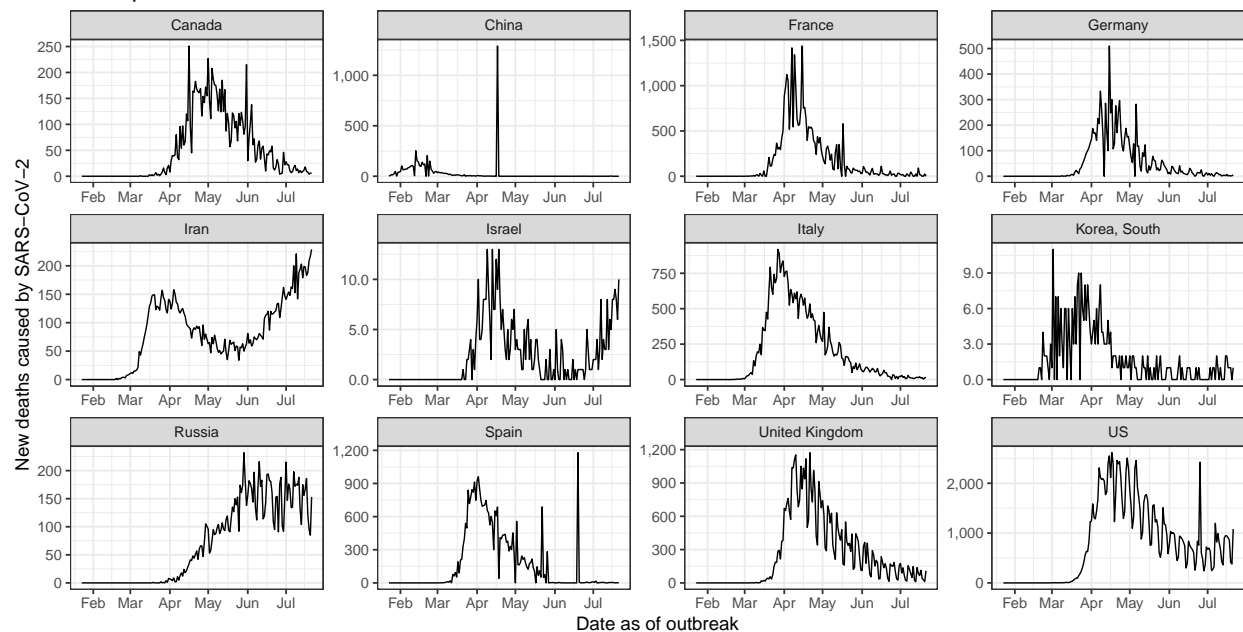 Canada China France Germany
250 200 150 100 50 0
1,000 500 0
1,500 1,000 500 0
500 400 300 200 100 0
Feb Mar Apr May Jun Jul Feb Mar Apr May Jun Jul Feb Mar Apr May Jun Jul Feb Mar Apr May Jun Jul
New deaths caused by SARS−CoV−2
Iran Israel Italy Korea, South
200 150 100 50 0
10.0 5.0 0.0
750 500 250 0
9.0 6.0 3.0 0.0
Feb Mar Apr May Jun Jul Feb Mar Apr May Jun Jul Feb Mar Apr May Jun Jul Feb Mar Apr May Jun Jul
Russia Spain United Kingdom US
200 150 100 50 0
1,200 900 600 300 0
1,200 900 600 300 0
2,000 1,000 0
Feb Mar Apr May Jun Jul Feb Mar Apr May Jun Jul Feb Mar Apr May Jun Jul Feb Mar Apr May Jun Jul
Date as of outbreak